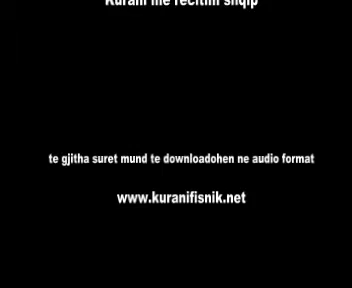 Kurani me recitim shqip
te gjitha suret mund te downloadohen ne audio format
www.kuranifisnik.net